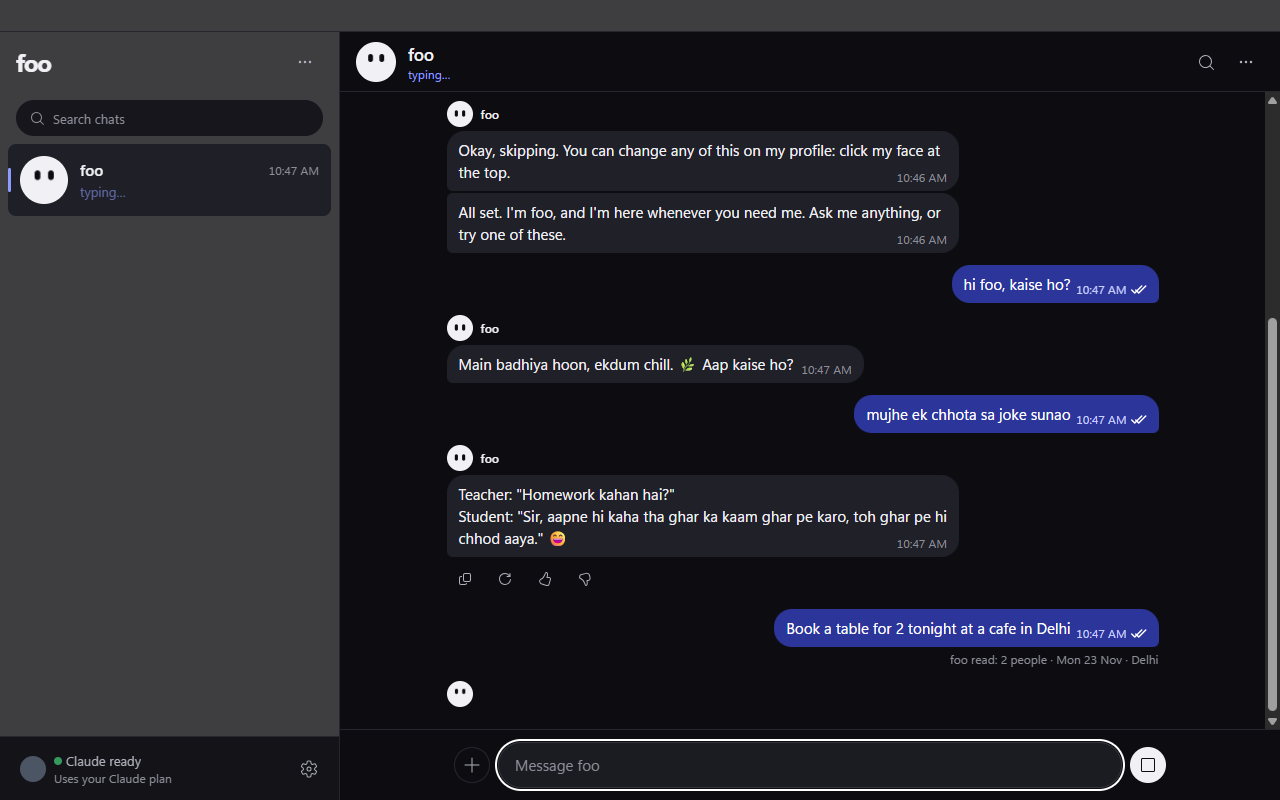 foo
...
Search chats
foo
10:47 AM
typing...
Claude ready
Uses your Claude plan
foo
typing...
...
foo
Okay, skipping. You can change any of this on my profile: click my face at
the top.
10:46 AM
All set. I'm foo, and I'm here whenever you need me. Ask me anything, or
try one of these.
10:46 AM
hi foo, kaise ho? 10:47 AM
foo
Main badhiya hoon, ekdum chill. 🌿 Aap kaise ho? 10:47 AM
mujhe ek chhota sa joke sunao 10:47 AM
foo
Teacher: "Homework kahan hai?"
Student: "Sir, aapne hi kaha tha ghar ka kaam ghar pe karo, toh ghar pe hi
chhod aaya." 😄
10:47 AM
Book a table for 2 tonight at a cafe in Delhi 10:47 AM
foo read: 2 people · Mon 23 Nov · Delhi
Message foo